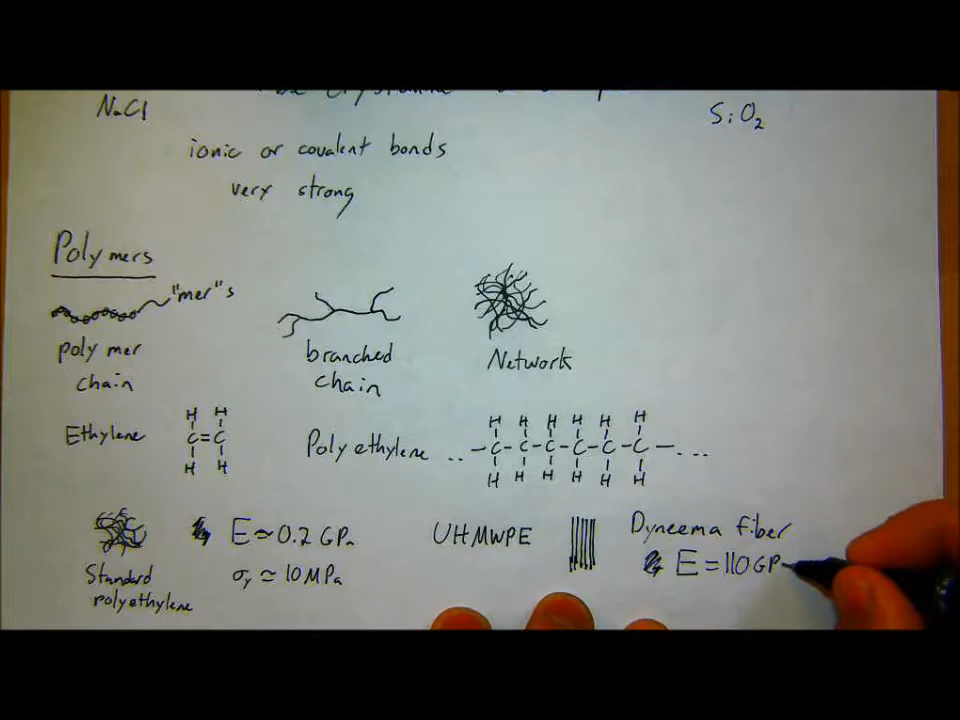 NaCl
SiO2
ionic or covalent bonds
very strong
Polymers
"mer"s
polymer
chain
branched
chain
Network
Ethylene
H H
C=C
H H
Polyethylene
H H H H H H
.. -C-C-C-C-C-C- ...
H H H H H H
E ≈ 0.2 GPa
σy ≃ 10 MPa
Standard
polyethylene
UHMWPE
Dyneema fiber
E = 110 GP